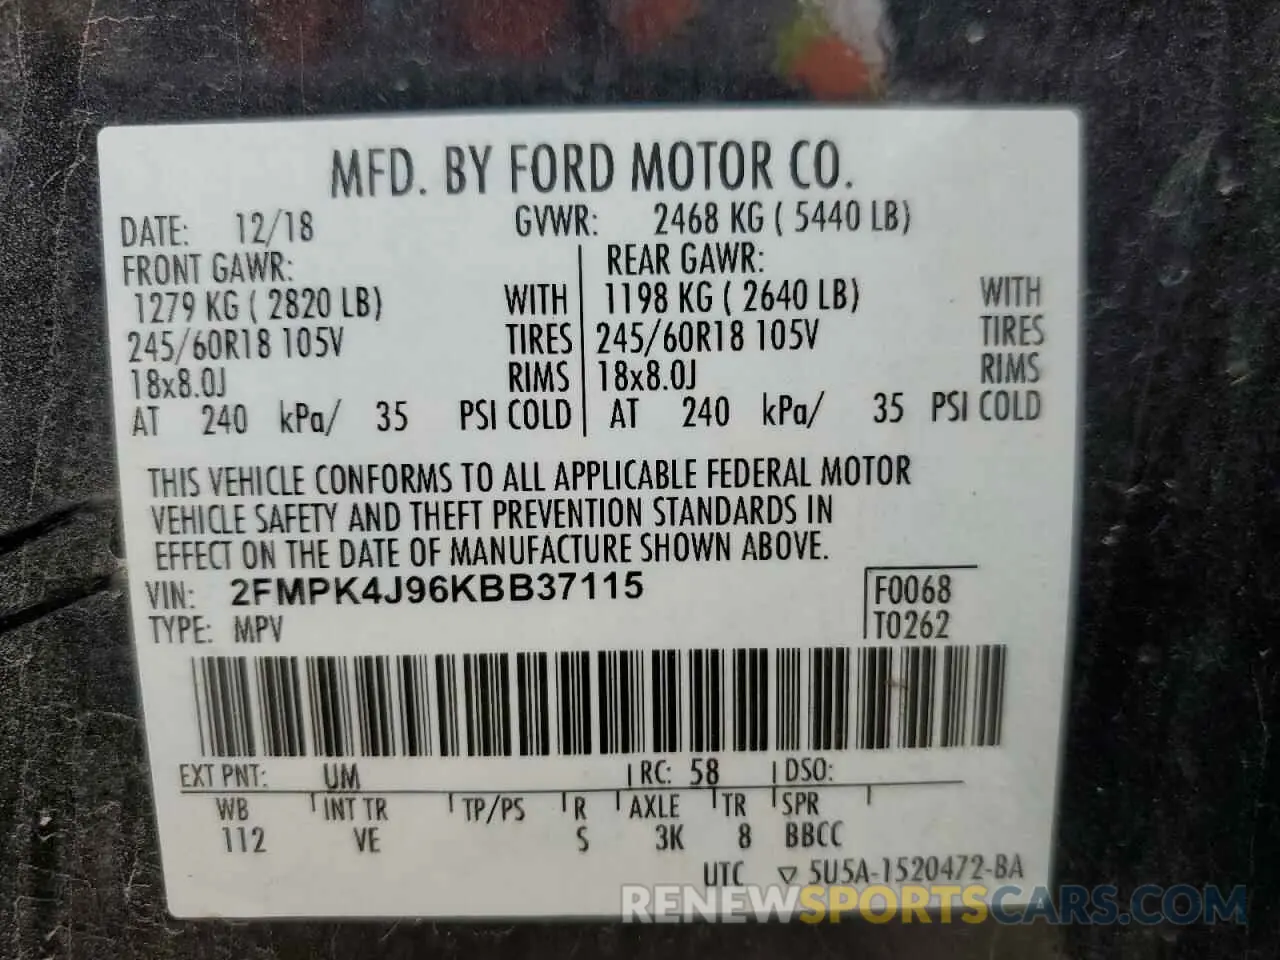 MFD. BY FORD MOTOR CO.
DATE: 12/18 GVWR: 2468 KG ( 5440 LB)
FRONT GAWR: REAR GAWR:
1279 KG ( 2820 LB) WITH 1198 KG ( 2640 LB) WITH
245/60R18 105V TIRES 245/60R18 105V TIRES
18x8.0J RIMS 18x8.0J RIMS
AT 240 kPa/ 35 PSI COLD AT 240 kPa/ 35 PSI COLD
THIS VEHICLE CONFORMS TO ALL APPLICABLE FEDERAL MOTOR
VEHICLE SAFETY AND THEFT PREVENTION STANDARDS IN
EFFECT ON THE DATE OF MANUFACTURE SHOWN ABOVE.
VIN: 2FMPK4J96KBB37115 F0068
TYPE: MPV T0262
EXT PNT: UM RC: 58 DSO:
WB INT TR TP/PS R AXLE TR SPR
112 VE S 3K 8 BBCC
UTC ▽ 5U5A-1520472-BA
RENEWSPORTSCARS.COM